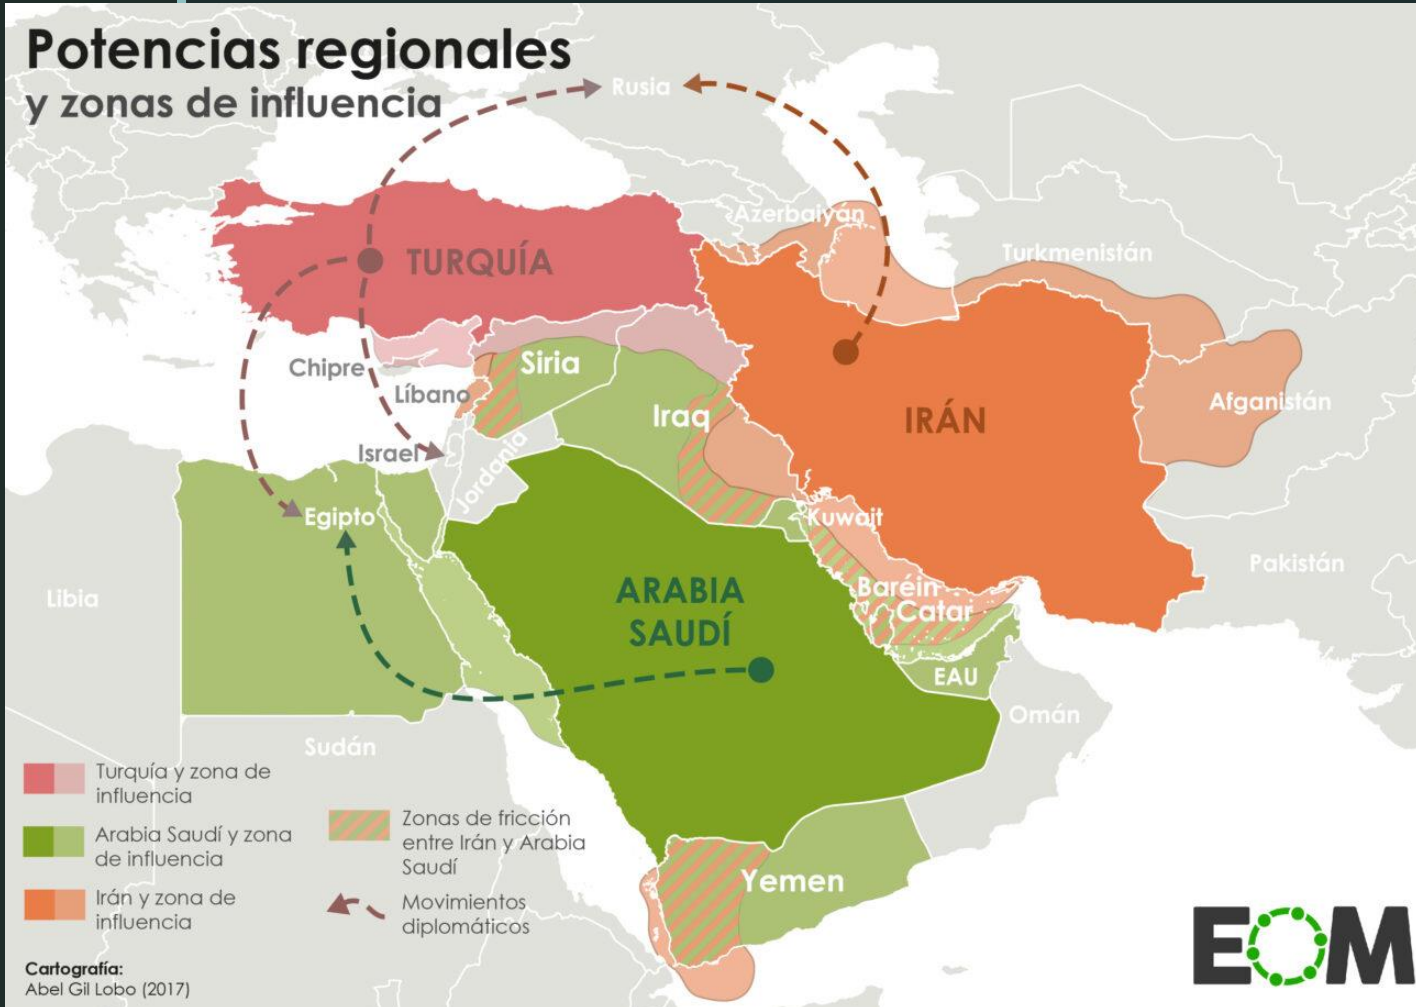 Potencias regionales
y zonas de influencia
Rusia
Azerbaiyán
Turkmenistán
TURQUÍA
Chipre
Siria
Líbano
Iraq
IRÁN
Afganistán
Israel
Jordania
Egipto
Kuwait
Pakistán
Libia
ARABIA
SAUDÍ
Baréin
Catar
EAU
Omán
Sudán
Yemen
Turquía y zona de
influencia
Arabia Saudí y zona
de influencia
Irán y zona de
influencia
Zonas de fricción
entre Irán y Arabia
Saudí
Movimientos
diplomáticos
Cartografía:
Abel Gil Lobo (2017)
EOM